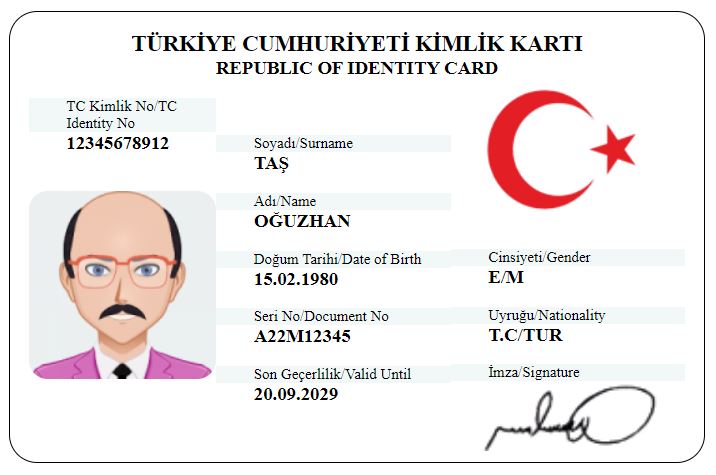 TÜRKİYE CUMHURİYETİ KİMLİK KARTI
REPUBLIC OF IDENTITY CARD
TC Kimlik No/TC
Identity No
12345678912
Soyadı/Surname
TAŞ
Adı/Name
OĞUZHAN
Doğum Tarihi/Date of Birth
15.02.1980
Cinsiyeti/Gender
E/M
Seri No/Document No
A22M12345
Uyruğu/Nationality
T.C/TUR
Son Geçerlilik/Valid Until
20.09.2029
İmza/Signature